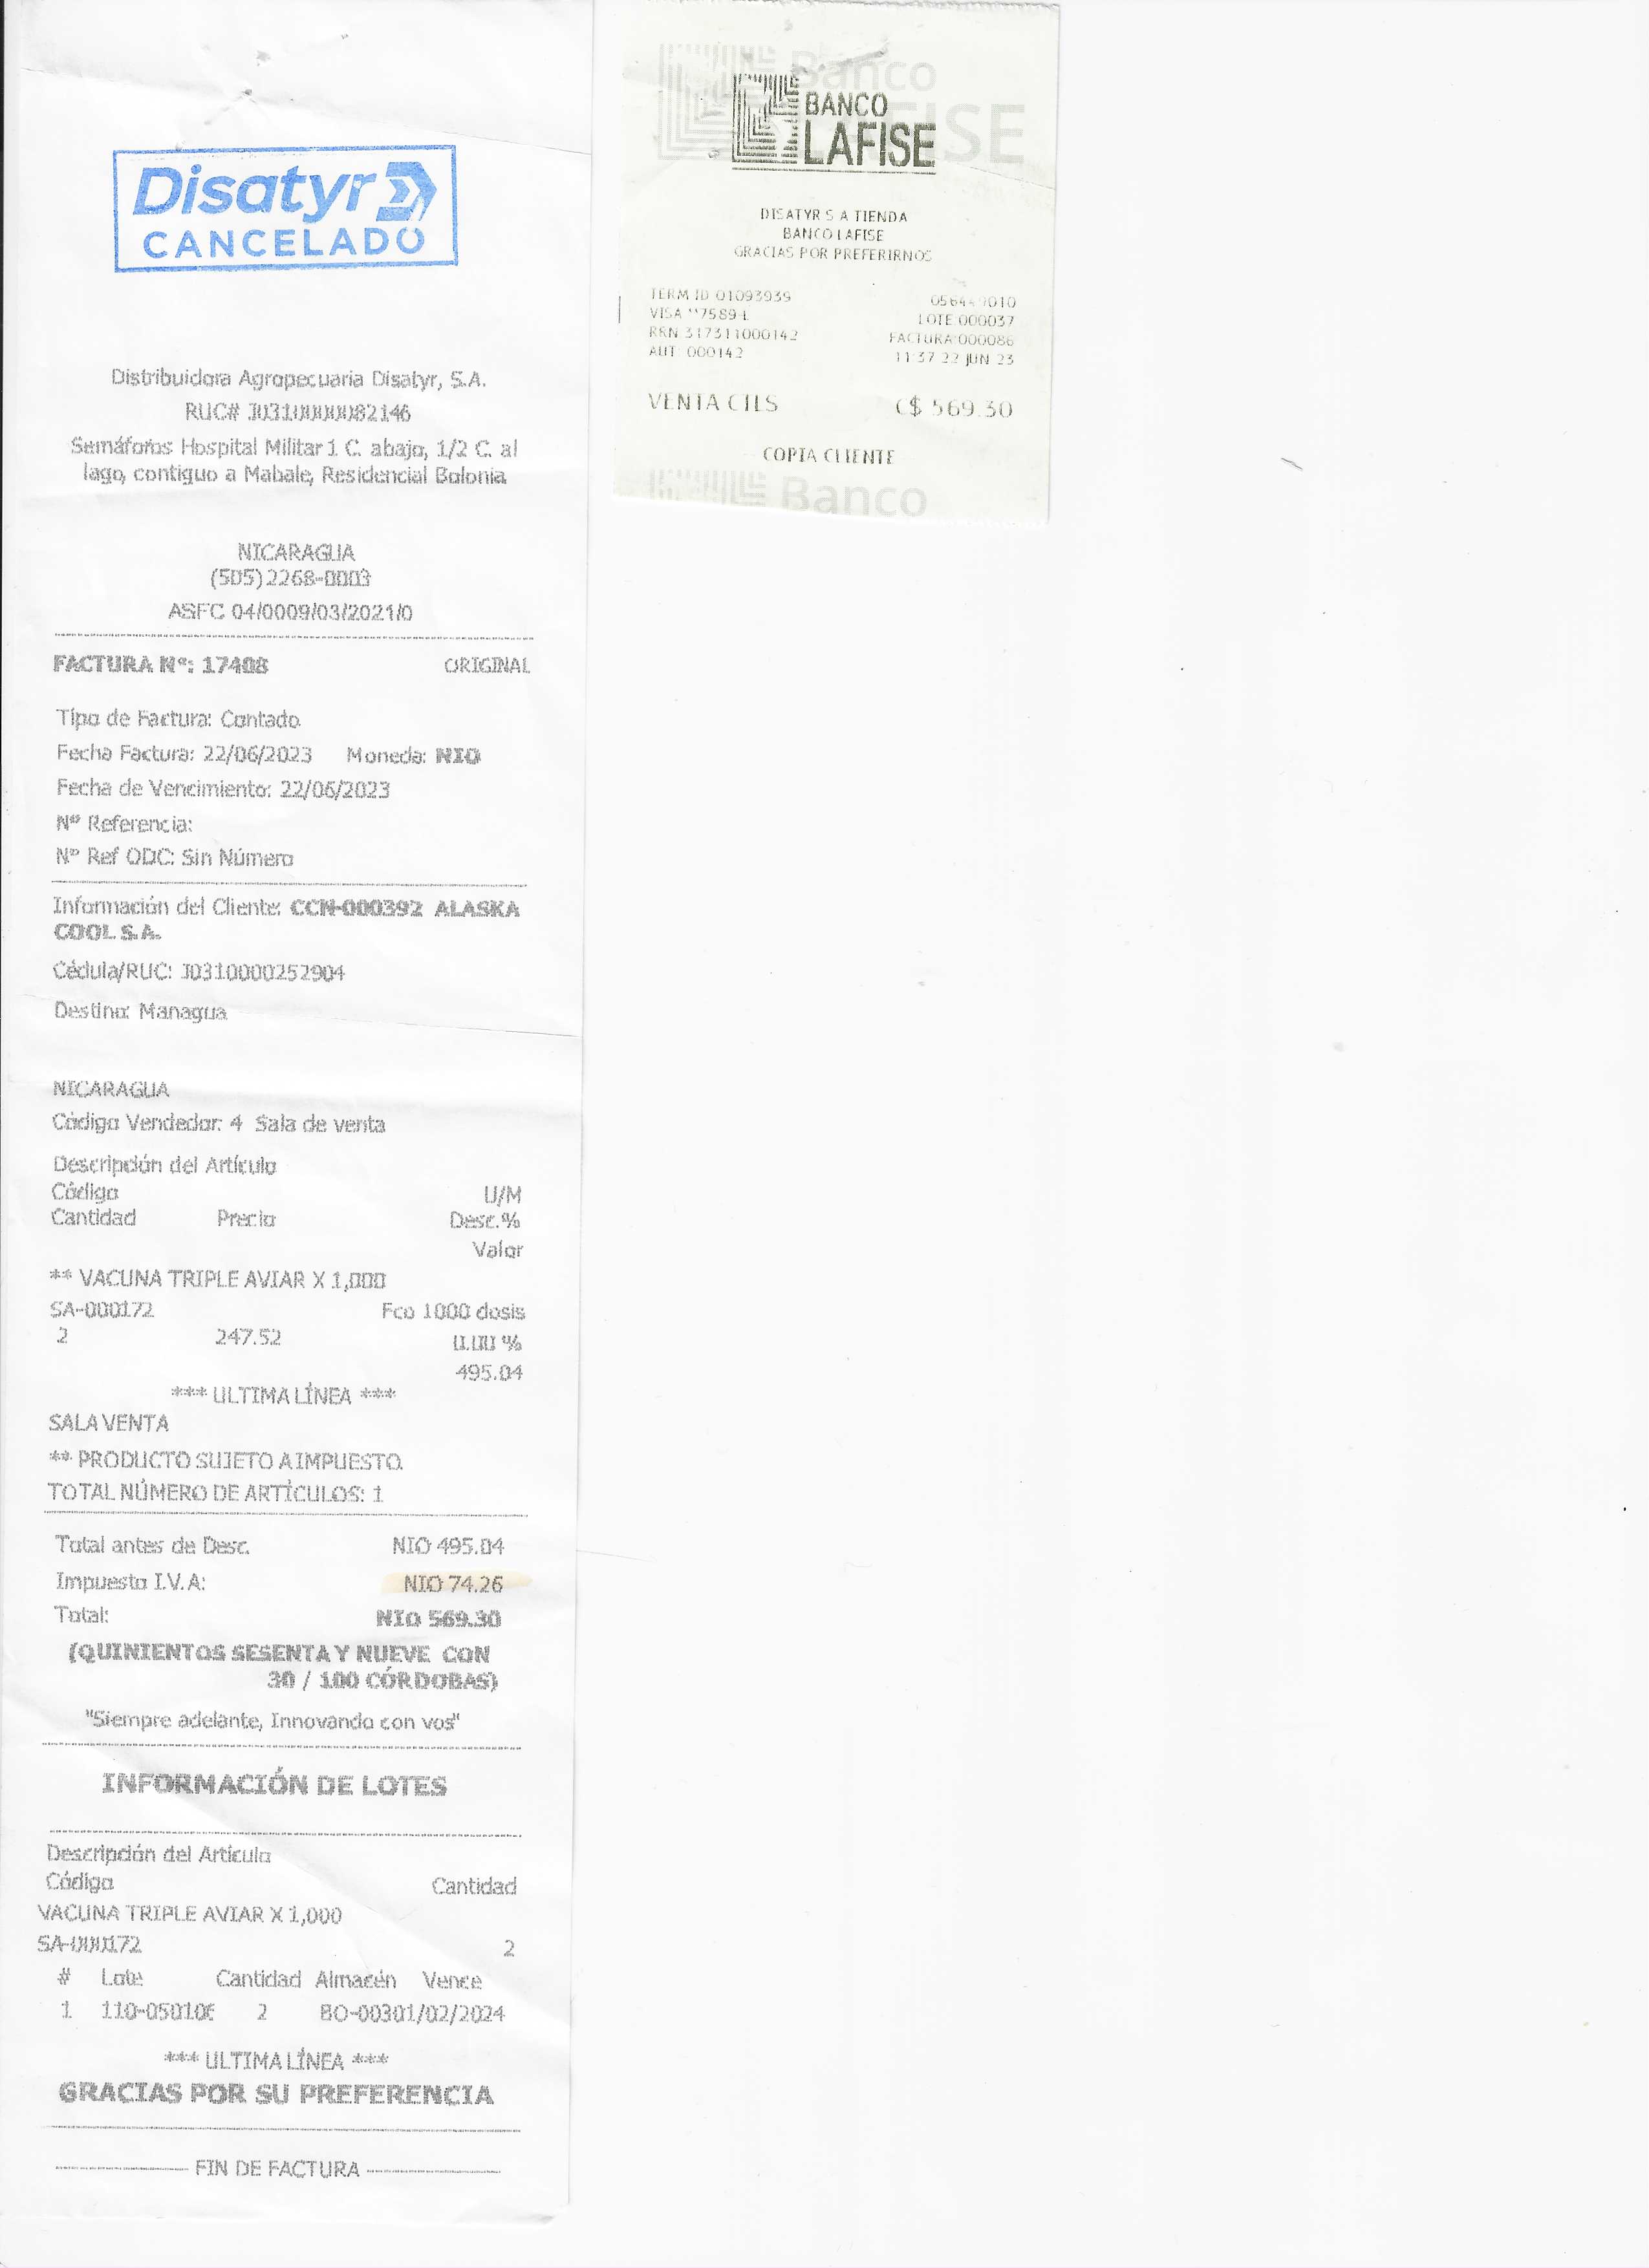 Disatyr
CANCELADO
Distribuidora Agropecuaria Disatyr, S.A.
RUC# J0310000082146
Semáforos Hospital Militar 1 C. abajo, 1/2 C. al
lago, contiguo a Mabale, Residencial Bolonia
NICARAGUA
(505)2268-0003
ASFC 04/0009/03/2021/0
FACTURA Nº: 17408 ORIGINAL
Tipo de Factura: Contado
Fecha Factura: 22/06/2023 Moneda: NIO
Fecha de Vencimiento: 22/06/2023
Nº Referencia:
Nº Ref ODC: Sin Número
Información del Cliente: CCN-000392 ALASKA
COOL S.A.
Cédula/RUC: J0310000252904
Destino: Managua
NICARAGUA
Código Vendedor: 4 Sala de venta
Descripción del Artículo
Código U/M
Cantidad Precio Desc.%
Valor
** VACUNA TRIPLE AVIAR X 1,000
SA-000172 Fco 1000 dosis
2 247.52 0.00 %
495.04
*** ULTIMA LÍNEA ***
SALA VENTA
** PRODUCTO SUJETO A IMPUESTO.
TOTAL NÚMERO DE ARTÍCULOS: 1
Total antes de Desc. NIO 495.04
Impuesto I.V.A: NIO 74.26
Total: NIO 569.30
(QUINIENTOS SESENTA Y NUEVE CON
30 / 100 CÓRDOBAS)
"Siempre adelante, Innovando con vos"
INFORMACIÓN DE LOTES
Descripción del Artículo
Código Cantidad
VACUNA TRIPLE AVIAR X 1,000
SA-000172 2
# Lote Cantidad Almacén Vence
1 110-050105 2 BO-00301/02/2024
*** ULTIMA LÍNEA ***
GRACIAS POR SU PREFERENCIA
FIN DE FACTURA
Banco
LAFISE
BANCO
LAFISE
DISATYR S A TIENDA
BANCO LAFISE
GRACIAS POR PREFERIRNOS
TERM ID 01093939
VISA **7589 L LOTE:000037
RRN 317311000142 FACTURA:000086
AUT: 000142 11:37 22 JUN 23
VENTA CTLS C$ 569.30
COPIA CLIENTE
Banco